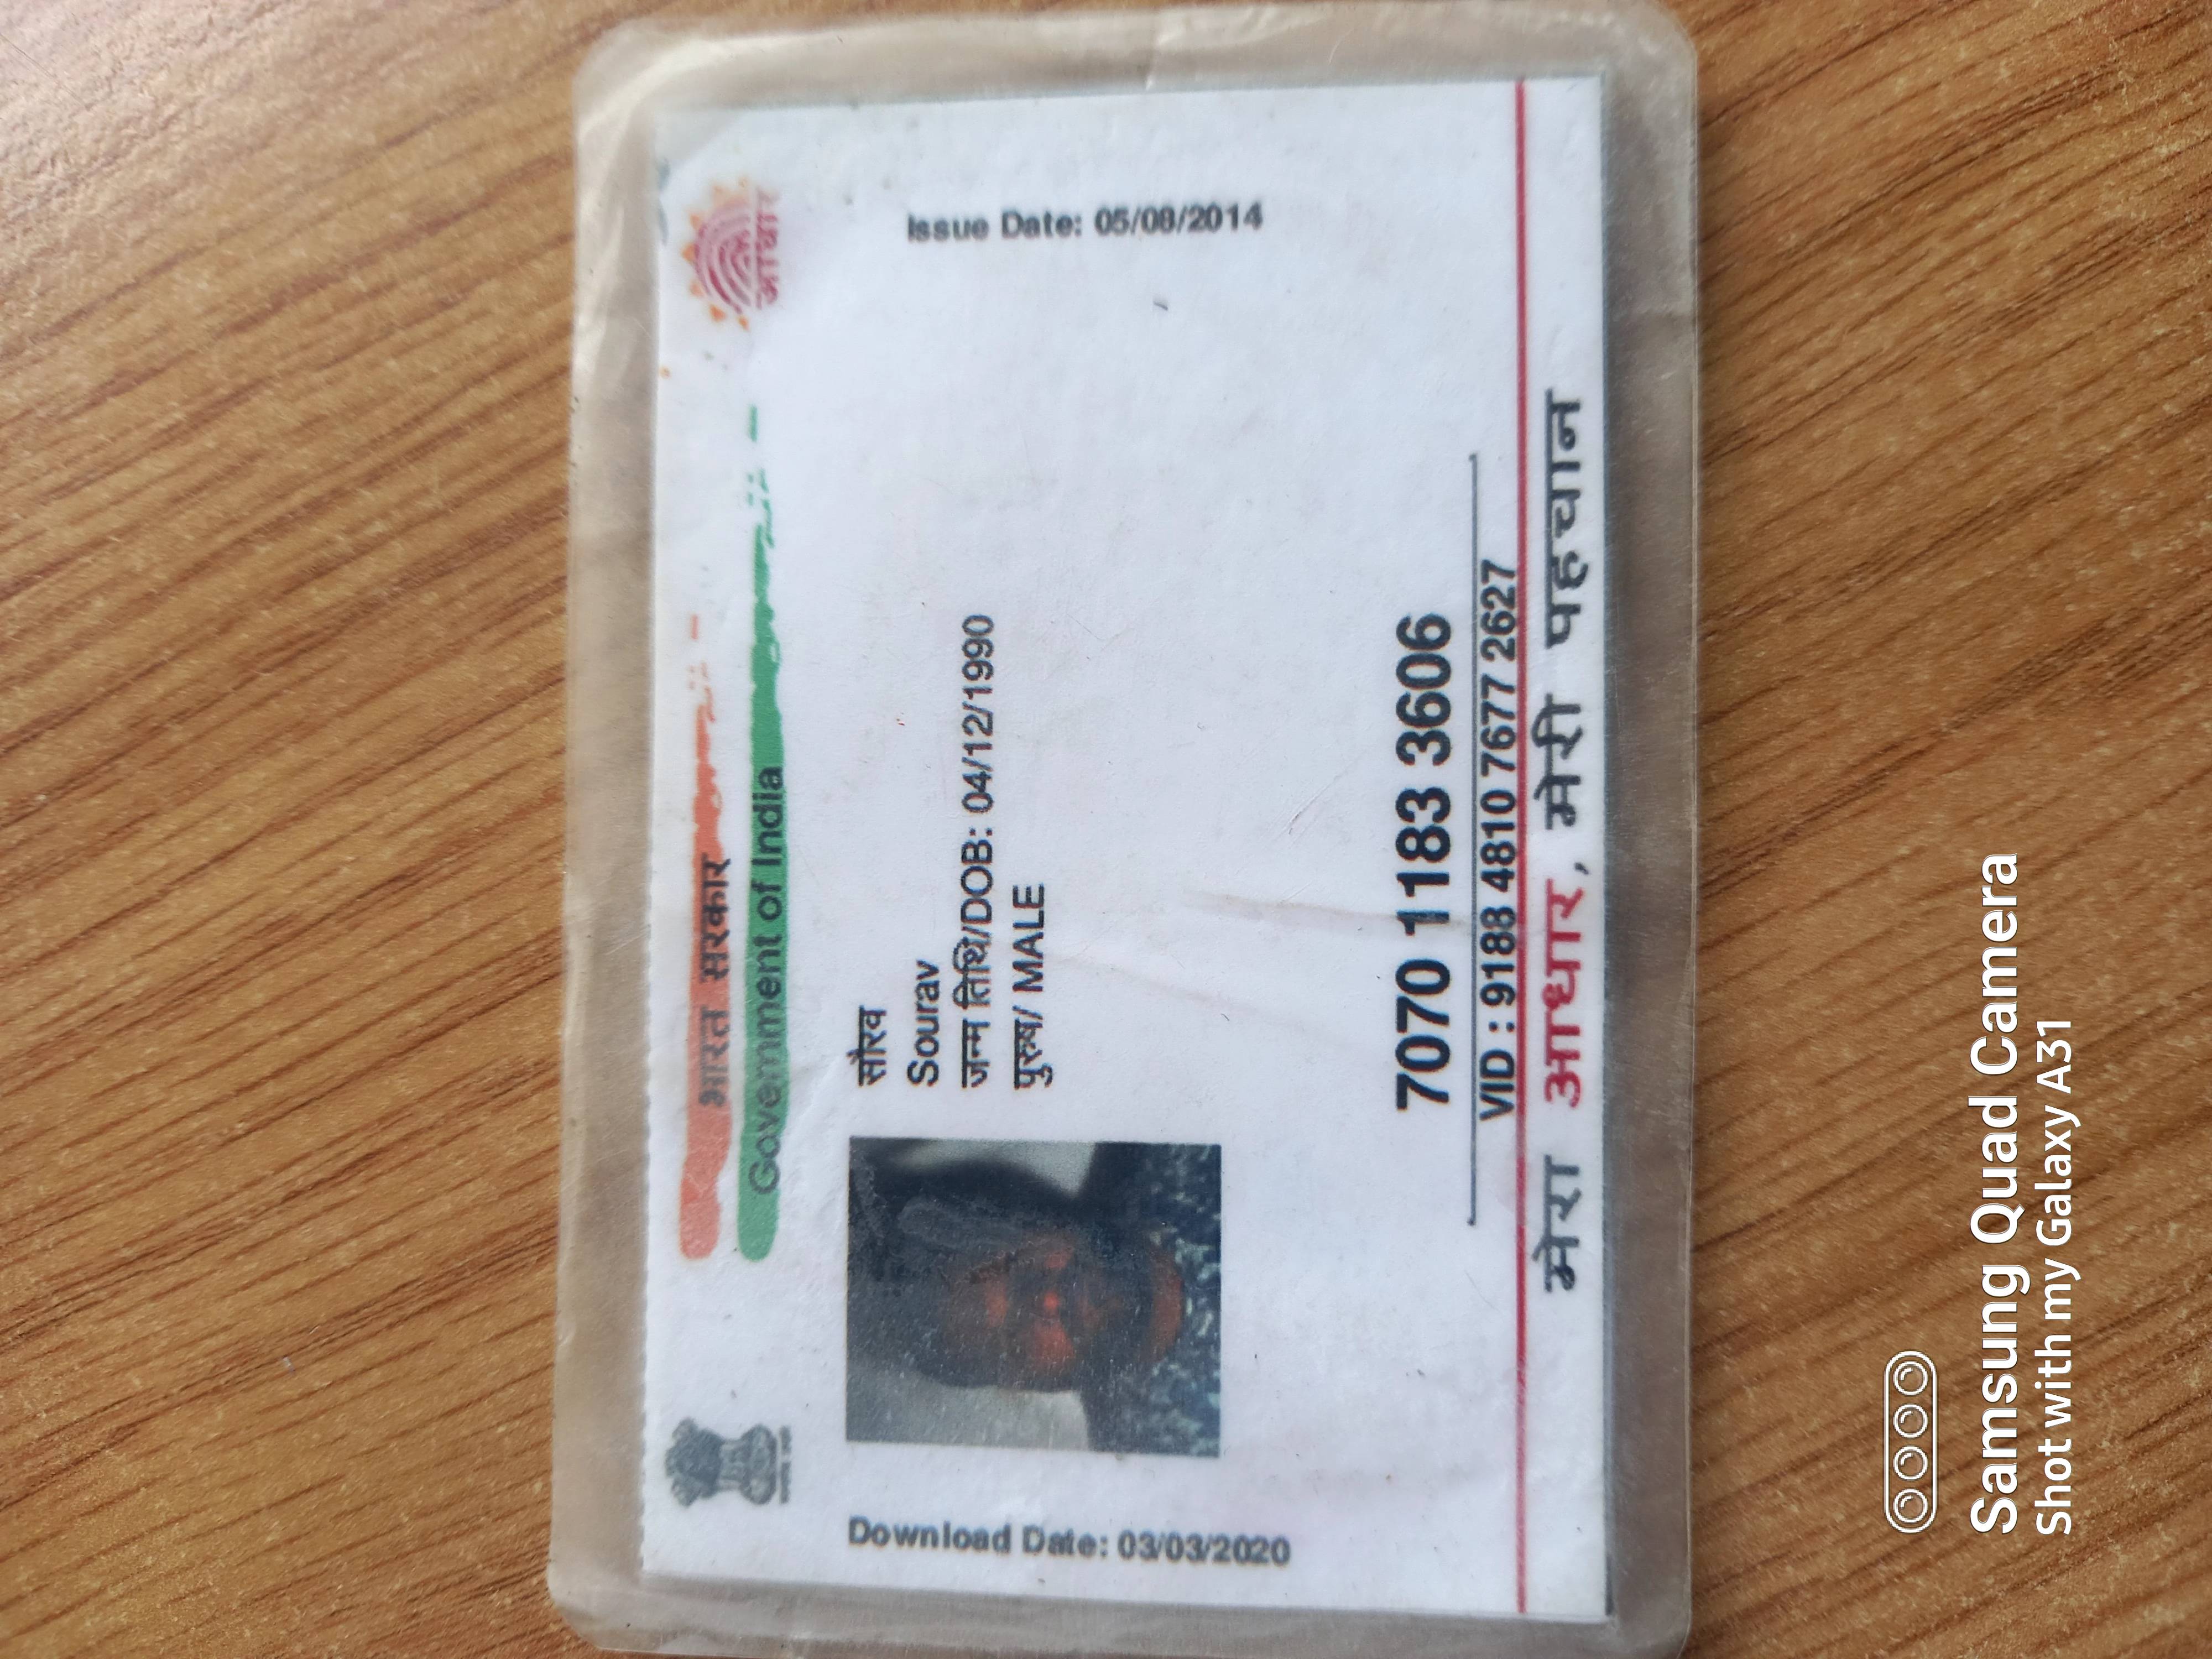 भारत सरकार
Government of India
आधार
Download Date: 03/03/2020
Issue Date: 05/08/2014
सौरव
Sourav
जन्म तिथि/DOB: 04/12/1990
पुरुष/ MALE
7070 1183 3606
VID : 9188 4810 7677 2627
मेरा आधार, मेरी पहचान
Samsung Quad Camera
Shot with my Galaxy A31